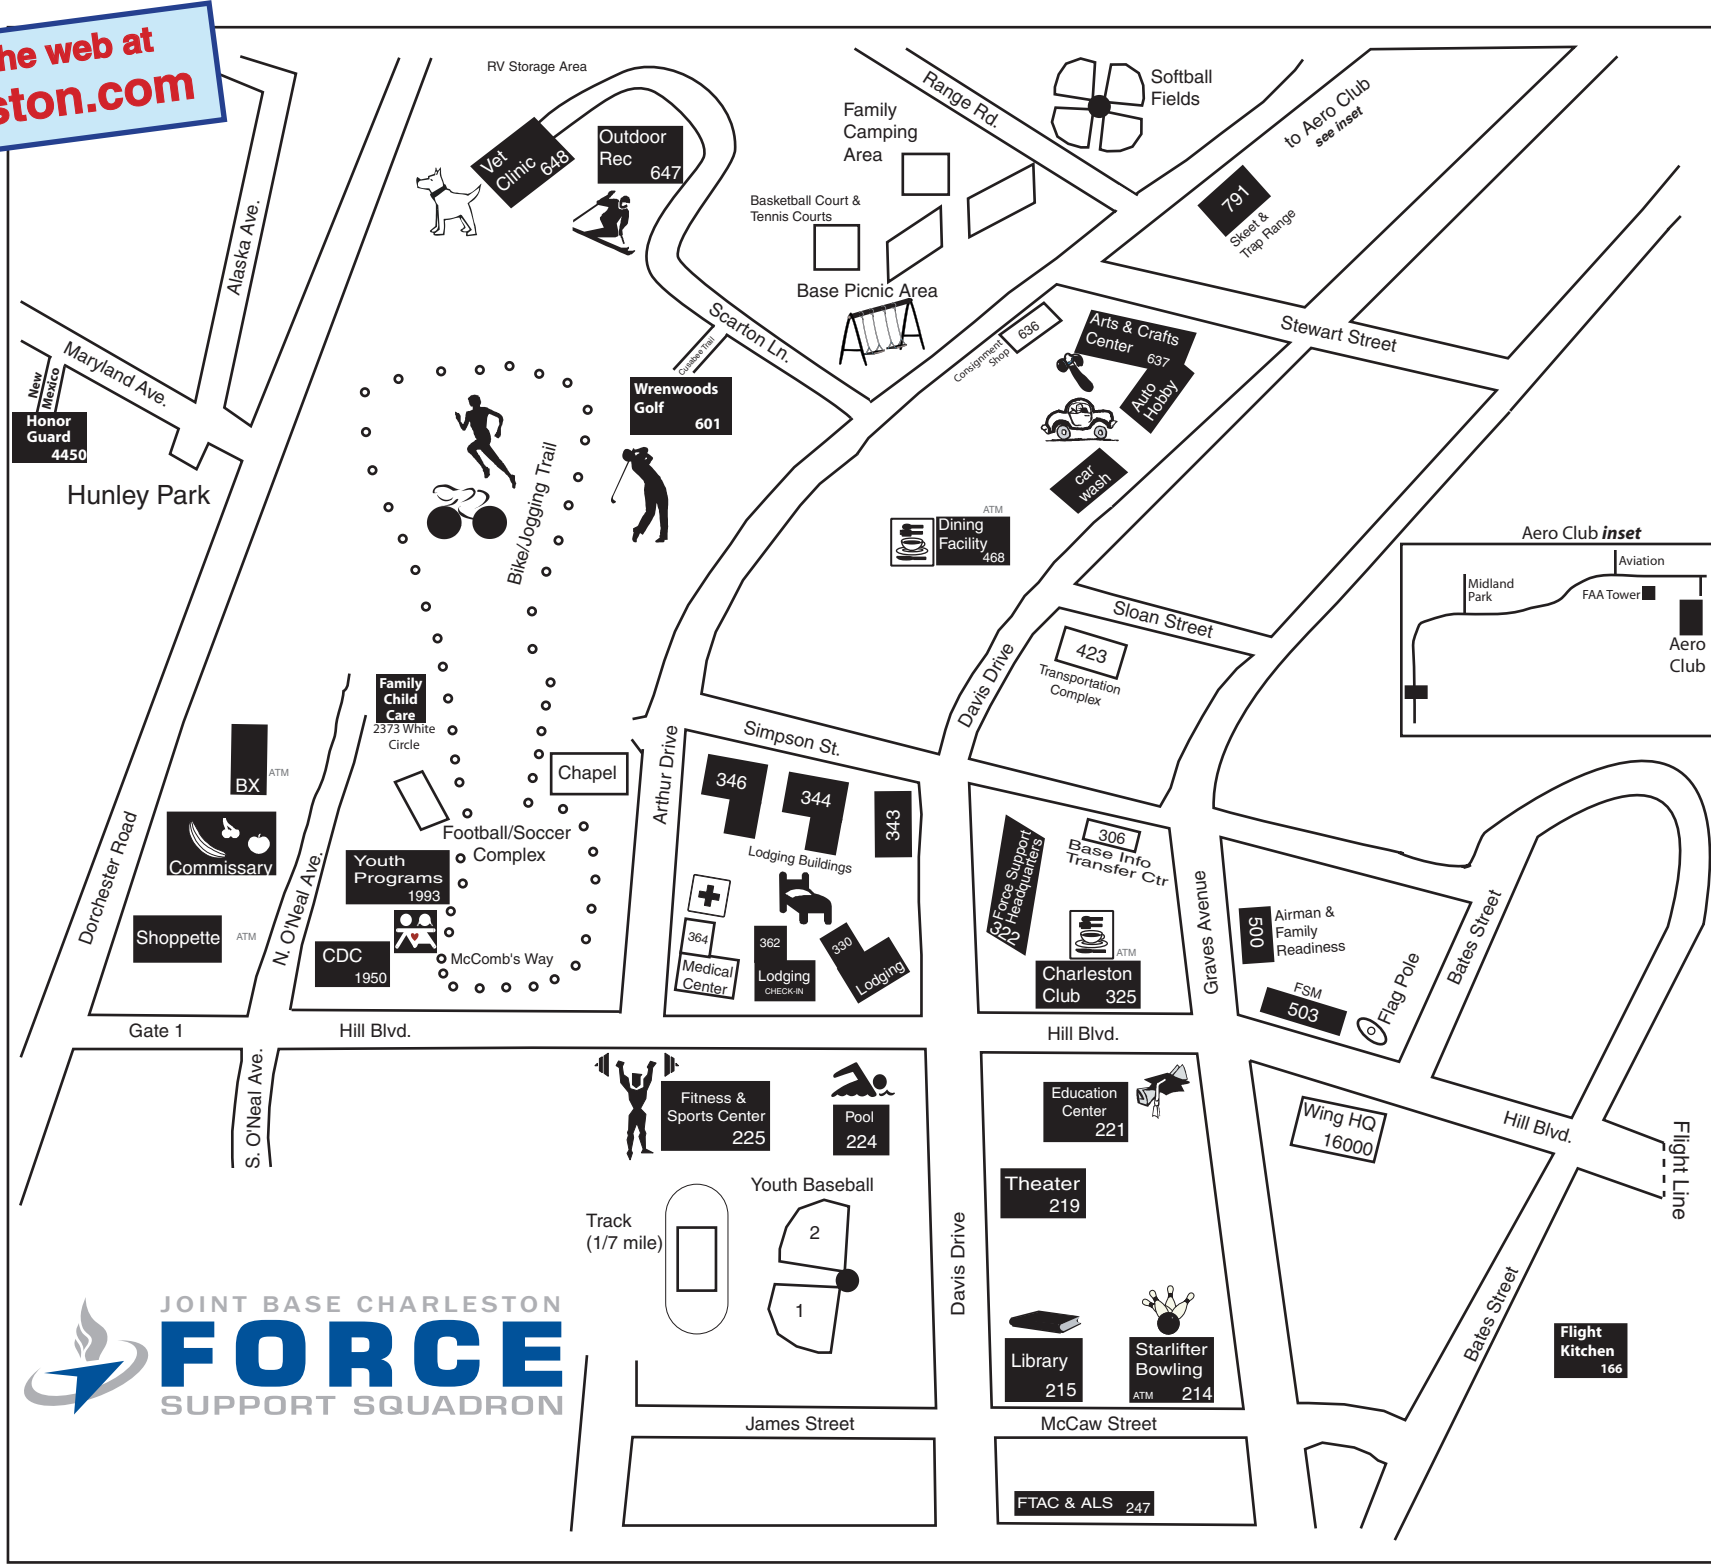 he web at
ston.com
RV Storage Area
Vet
Clinic 648
Outdoor
Rec
647
Family
Camping
Area
Range Rd.
Softball
Fields
to Aero Club
see inset
791
Skeet &
Trap Range
Basketball Court &
Tennis Courts
Base Picnic Area
Alaska Ave.
Maryland Ave.
New
Mexico
Honor
Guard
4450
Hunley Park
Scarton Ln.
Cusabee Trail
Wrenwoods
Golf
601
Bike/Jogging Trail
Consignment
Shop
636
Arts & Crafts
Center 637
Auto
Hobby
Stewart Street
car
wash
ATM
Dining
Facility
468
Aero Club inset
Aviation
Midland
Park
FAA Tower
Aero
Club
Sloan Street
423
Transportation
Complex
Davis Drive
Family
Child
Care
2373 White
Circle
BX
ATM
Commissary
Shoppette
ATM
Dorchester Road
N. O'Neal Ave.
Chapel
Football/Soccer
Complex
Youth
Programs
1993
CDC
1950
McComb's Way
Arthur Drive
Simpson St.
346
344
343
Lodging Buildings
364
Medical
Center
362
Lodging
CHECK-IN
330
Lodging
Force Support
Headquarters
322
306
Base Info
Transfer Ctr
ATM
Charleston
Club 325
Graves Avenue
500
Airman &
Family
Readiness
FSM
503
Flag Pole
Bates Street
Gate 1
Hill Blvd.
Hill Blvd.
Hill Blvd.
Flight Line
S. O'Neal Ave.
Fitness &
Sports Center
225
Pool
224
Education
Center
221
Wing HQ
16000
Theater
219
Youth Baseball
2
1
Track
(1/7 mile)
Davis Drive
Library
215
Starlifter
Bowling
ATM 214
Bates Street
Flight
Kitchen
166
JOINT BASE CHARLESTON
FORCE
SUPPORT SQUADRON
James Street
McCaw Street
FTAC & ALS 247